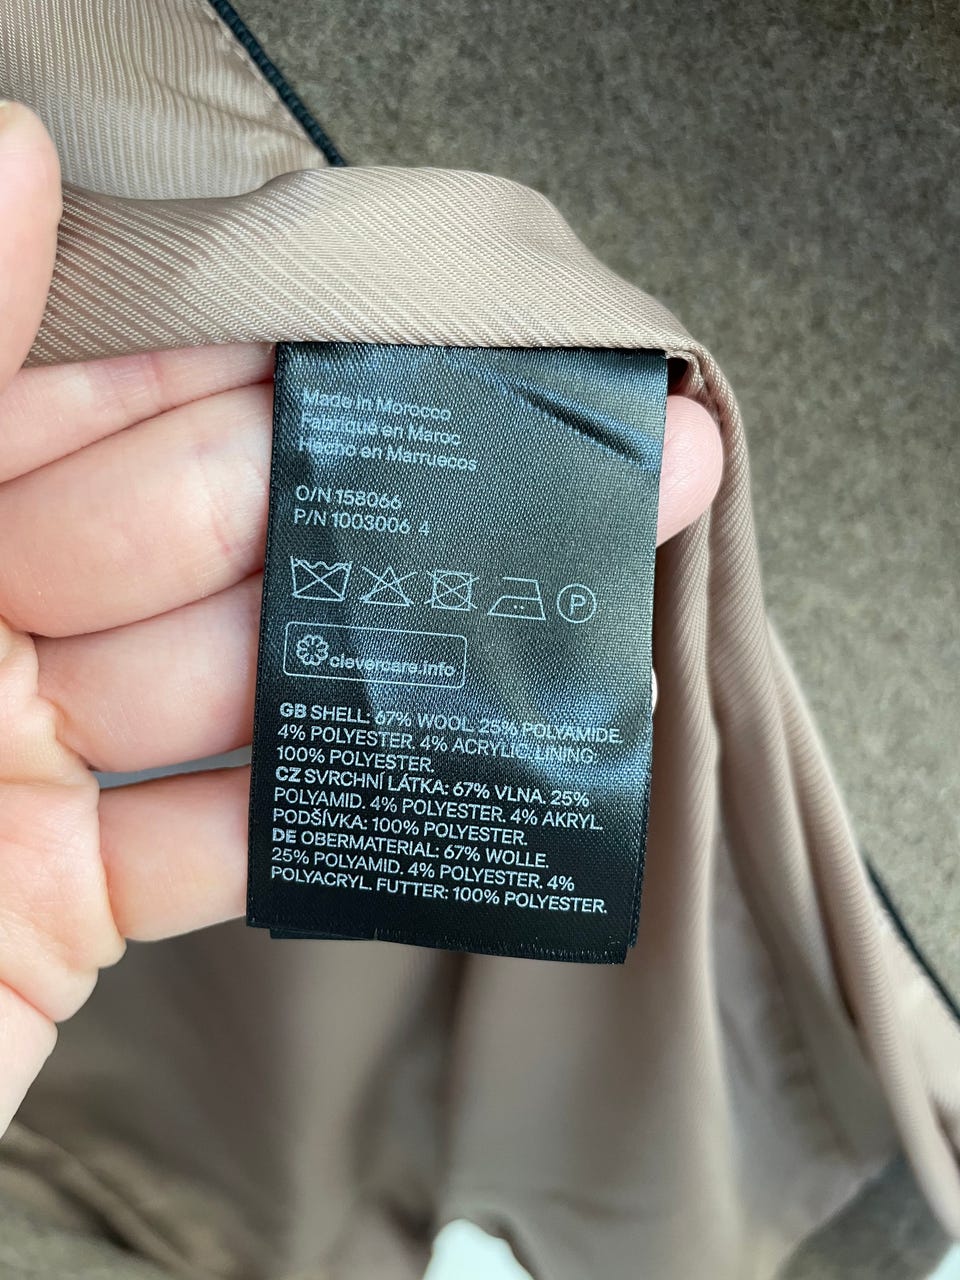 Made in Morocco
Fabriqué en Maroc
Hecho en Marruecos
O/N 158066
P/N 1003006 4
P
clevercare.info
GB SHELL: 67% WOOL. 25% POLYAMIDE.
4% POLYESTER. 4% ACRYLIC. LINING:
100% POLYESTER.
CZ SVRCHNÍ LÁTKA: 67% VLNA. 25%
POLYAMID. 4% POLYESTER. 4% AKRYL.
PODŠÍVKA: 100% POLYESTER.
DE OBERMATERIAL: 67% WOLLE.
25% POLYAMID. 4% POLYESTER. 4%
POLYACRYL. FUTTER: 100% POLYESTER.